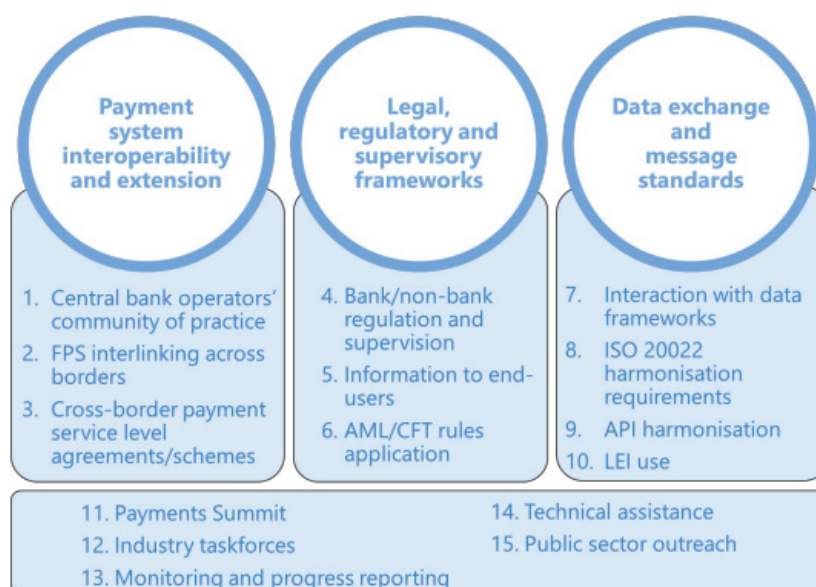 Payment
system
interoperability
and extension
1. Central bank operators’
community of practice
2. FPS interlinking across
borders
3. Cross-border payment
service level
agreements/schemes
Legal,
regulatory and
supervisory
frameworks
4. Bank/non-bank
regulation and
supervision
5. Information to end-
users
6. AML/CFT rules
application
Data exchange
and
message
standards
7. Interaction with data
frameworks
8. ISO 20022
harmonisation
requirements
9. API harmonisation
10. LEI use
11. Payments Summit
12. Industry taskforces
13. Monitoring and progress reporting
14. Technical assistance
15. Public sector outreach